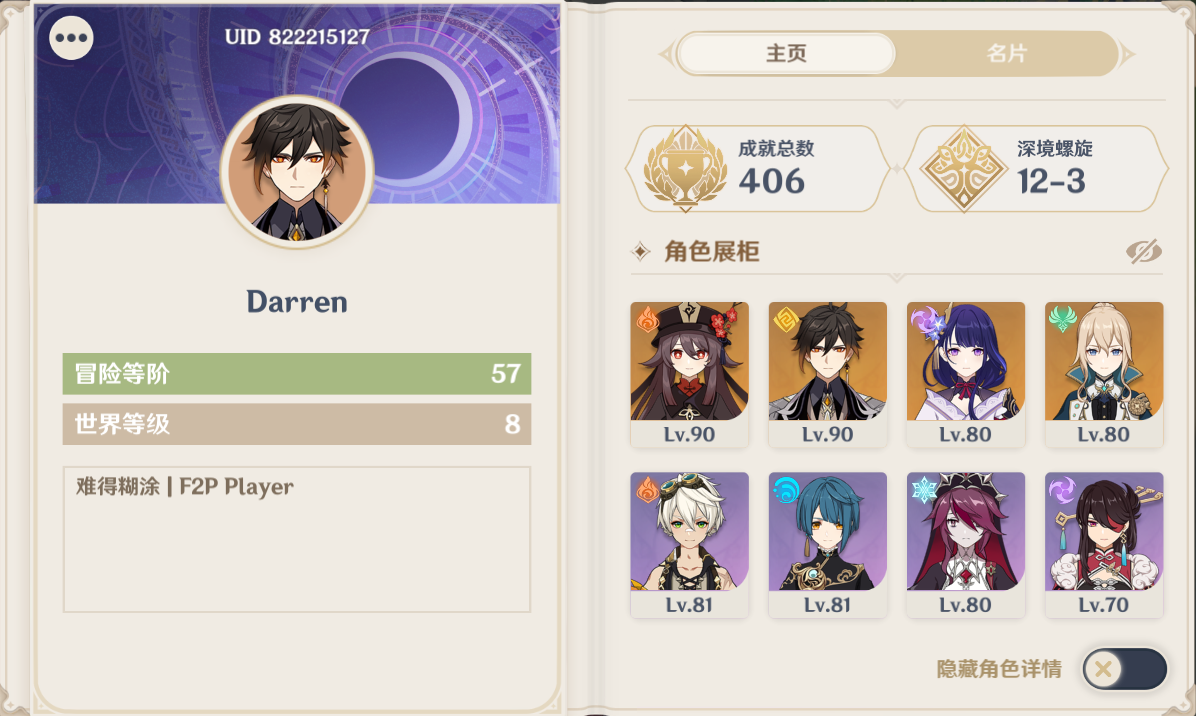 UID 822215127
Darren
冒险等阶 57
世界等级 8
难得糊涂 | F2P Player
主页 名片
成就总数
406
深境螺旋
12-3
角色展柜
Lv.90 Lv.90 Lv.80 Lv.80
Lv.81 Lv.81 Lv.80 Lv.70
隐藏角色详情